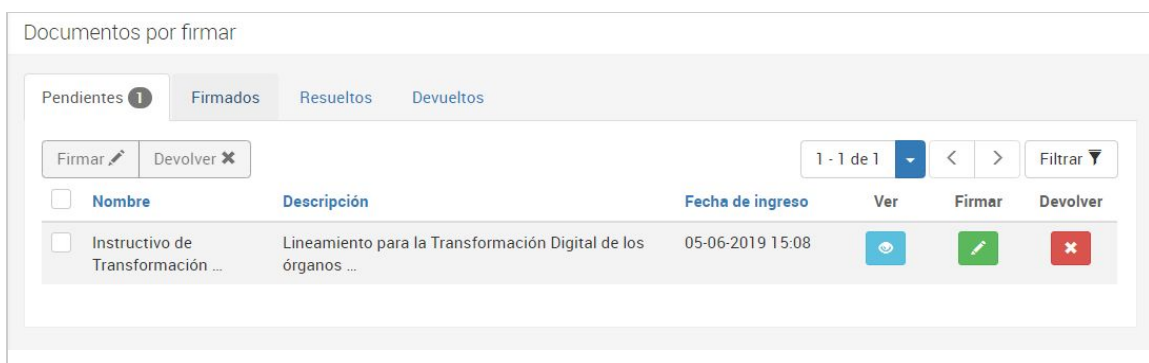 Documentos por firmar
Pendientes 1 Firmados Resueltos Devueltos
Firmar Devolver 1 - 1 de 1 Filtrar
Nombre Descripción Fecha de ingreso Ver Firmar Devolver
Instructivo de Lineamiento para la Transformación Digital de los 05-06-2019 15:08
Transformación ... órganos ...